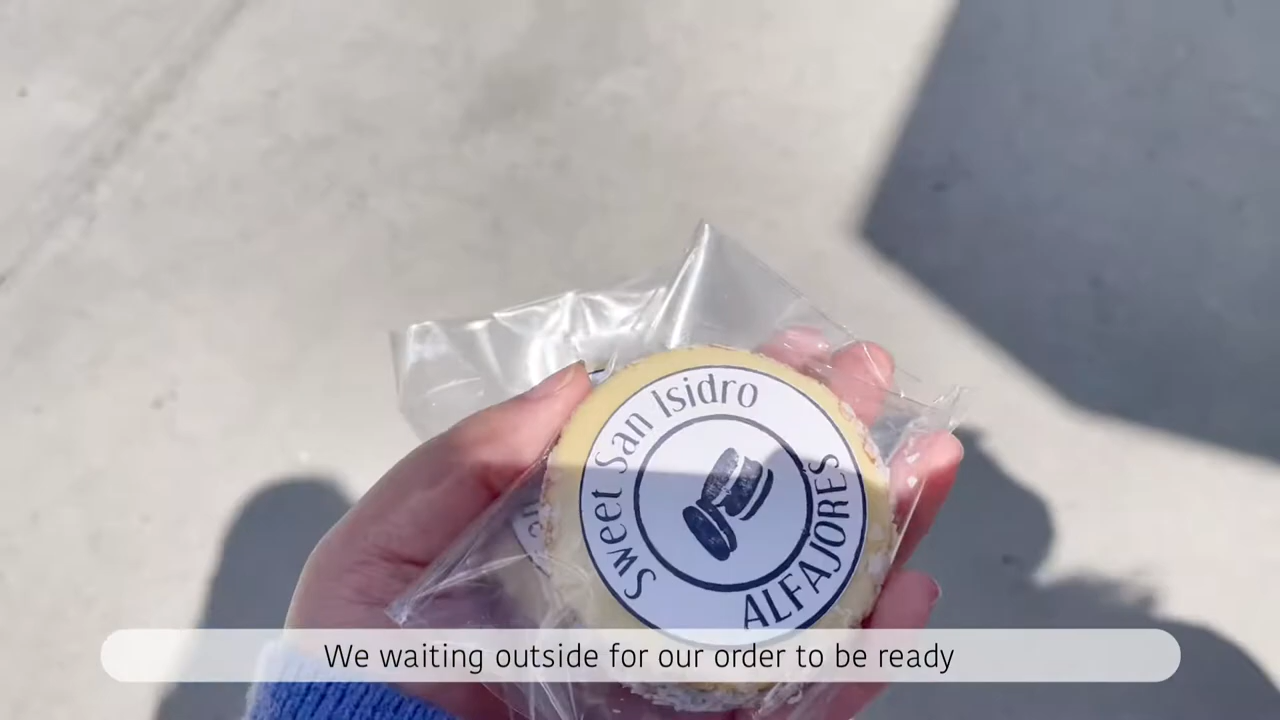 Sweet San Isidro
ALFAJORES
We waiting outside for our order to be ready